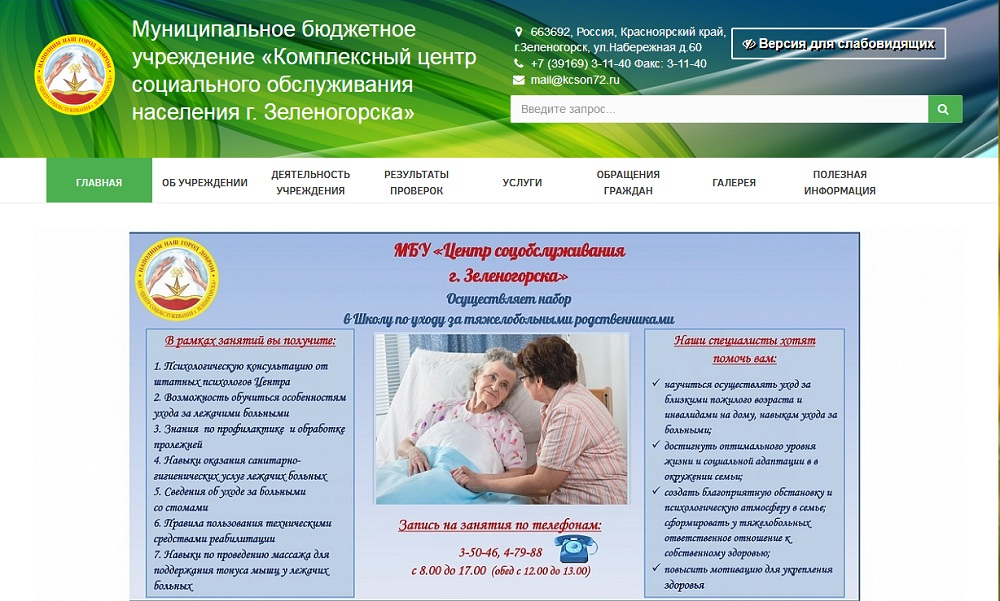 Муниципальное бюджетное
учреждение «Комплексный центр
социального обслуживания
населения г. Зеленогорска»
663692, Россия, Красноярский край,
г.Зеленогорск, ул.Набережная д.60
+7 (39169) 3-11-40 Факс: 3-11-40
mail@kcson72.ru
Версия для слабовидящих
Введите запрос...
ГЛАВНАЯ
ОБ УЧРЕЖДЕНИИ
ДЕЯТЕЛЬНОСТЬ
УЧРЕЖДЕНИЯ
РЕЗУЛЬТАТЫ
ПРОВЕРОК
УСЛУГИ
ОБРАЩЕНИЯ
ГРАЖДАН
ГАЛЕРЕЯ
ПОЛЕЗНАЯ
ИНФОРМАЦИЯ
НАПОЛНИМ НАШ ГОРОД ДОБРОМ
МБУ «Центр соцобслуживания
г. Зеленогорска»
Осуществляет набор
в Школу по уходу за тяжелобольными родственниками
В рамках занятий вы получите:
1. Психологическую консультацию от
штатных психологов Центра
2. Возможность обучиться особенностям
ухода за лежачими больными
3. Знания по профилактике и обработке
пролежней
4. Навыки оказания санитарно-
гигиенических услуг лежачих больных
5. Сведения об уходе за больными
со стомами
6. Правила пользования техническими
средствами реабилитации
7. Навыки по проведению массажа для
поддержания тонуса мышц у лежачих
больных
Запись на занятия по телефонам:
3-50-46, 4-79-88
с 8.00 до 17.00 (обед с 12.00 до 13.00)
Наши специалисты хотят
помочь вам:
✓ научиться осуществлять уход за
близкими пожилого возраста и
инвалидами на дому, навыкам ухода за
больными;
✓ достигнуть оптимального уровня
жизни и социальной адаптации в в
окружении семьи;
✓ создать благоприятную обстановку и
психологическую атмосферу в семье;
сформировать у тяжелобольных
ответственное отношение к
собственному здоровью;
✓ повысить мотивацию для укрепления
здоровья